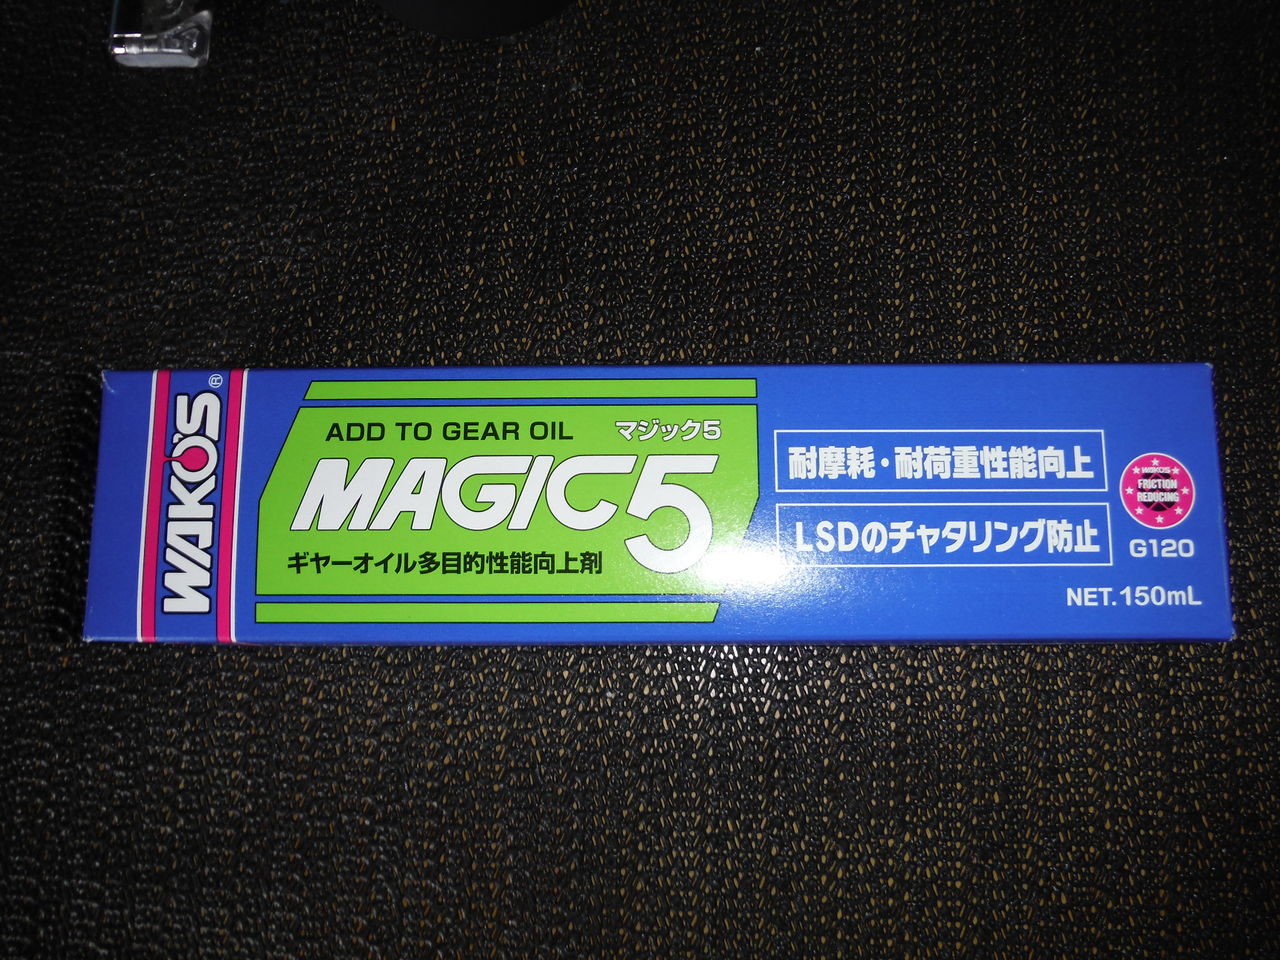 WAKO'S®
ADD TO GEAR OIL マジック5
MAGIC5
ギヤーオイル多目的性能向上剤
耐摩耗・耐荷重性能向上
LSDのチャタリング防止
WAKO'S
FRICTION
REDUCING
G120
NET. 150mL